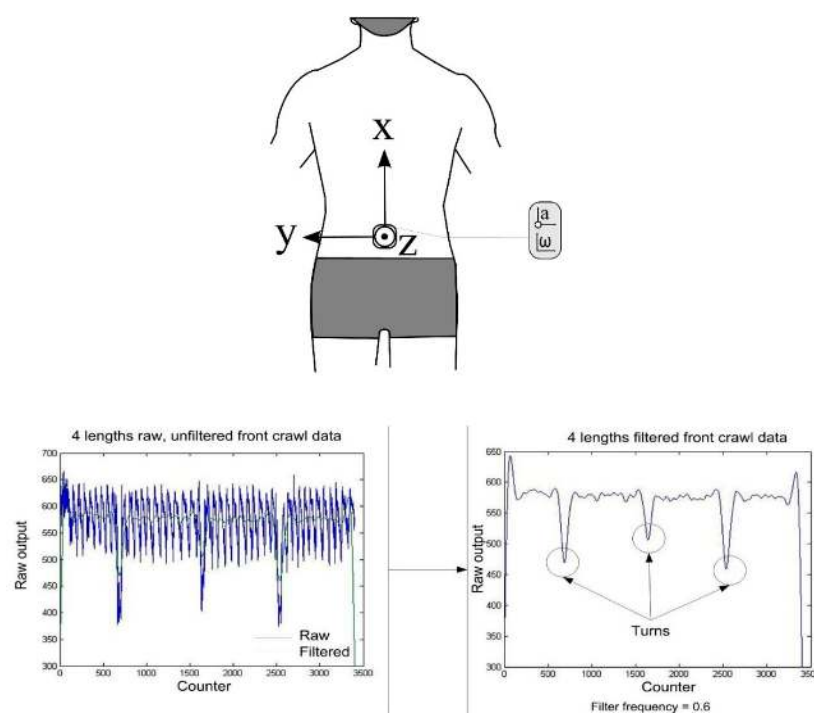 x
y
z
a
ω
4 lengths raw, unfiltered front crawl data
700
650
600
550
500
450
400
350
300
Raw output
0 500 1000 1500 2000 2500 3000 3500
Counter
Raw
Filtered
4 lengths filtered front crawl data
650
600
550
500
450
400
350
300
Raw output
0 500 1000 1500 2000 2500 3000 3500
Counter
Turns
Filter frequency = 0.6